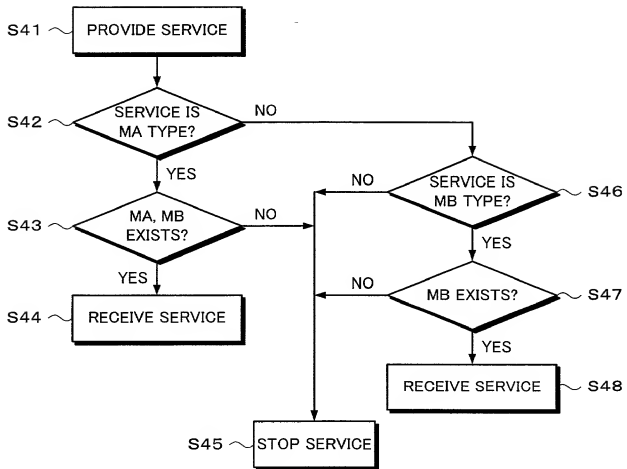 S41
PROVIDE SERVICE
S42
SERVICE IS
MA TYPE?
NO
YES
S43
MA, MB
EXISTS?
NO
YES
S44
RECEIVE SERVICE
NO
SERVICE IS
MB TYPE?
S46
YES
NO
MB EXISTS?
S47
YES
RECEIVE SERVICE
S48
S45
STOP SERVICE